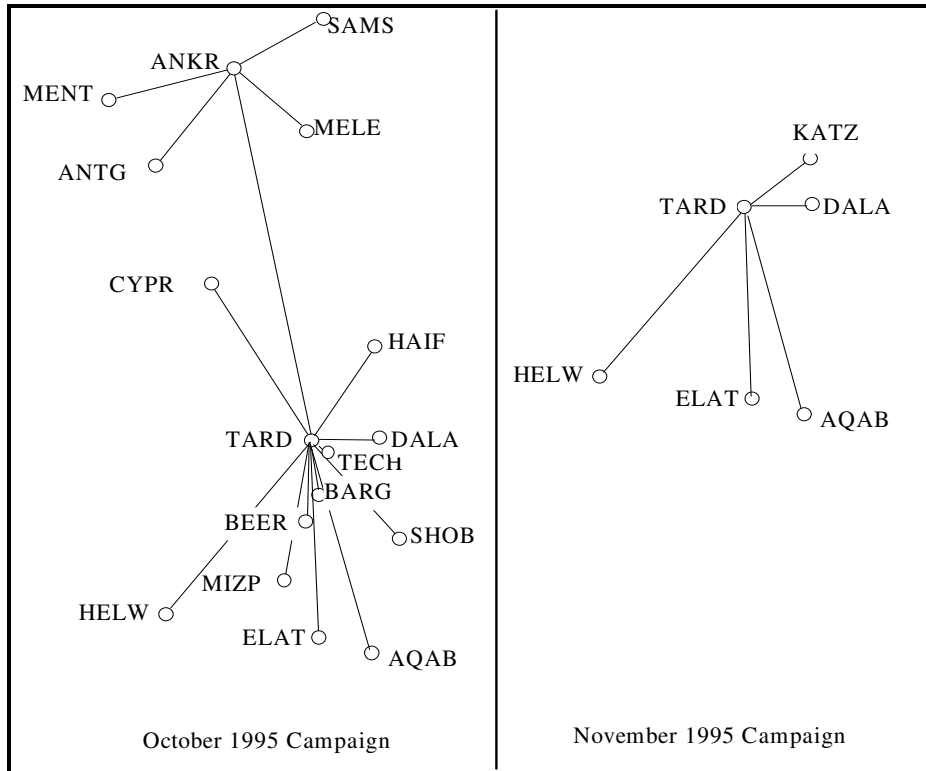 SAMS
ANKR
MENT
MELE
ANTG
CYPR
HAIF
TARD
DALA
TECH
BARG
BEER
SHOB
MIZP
HELW
ELAT
AQAB
October 1995 Campaign
KATZ
TARD
DALA
HELW
ELAT
AQAB
November 1995 Campaign